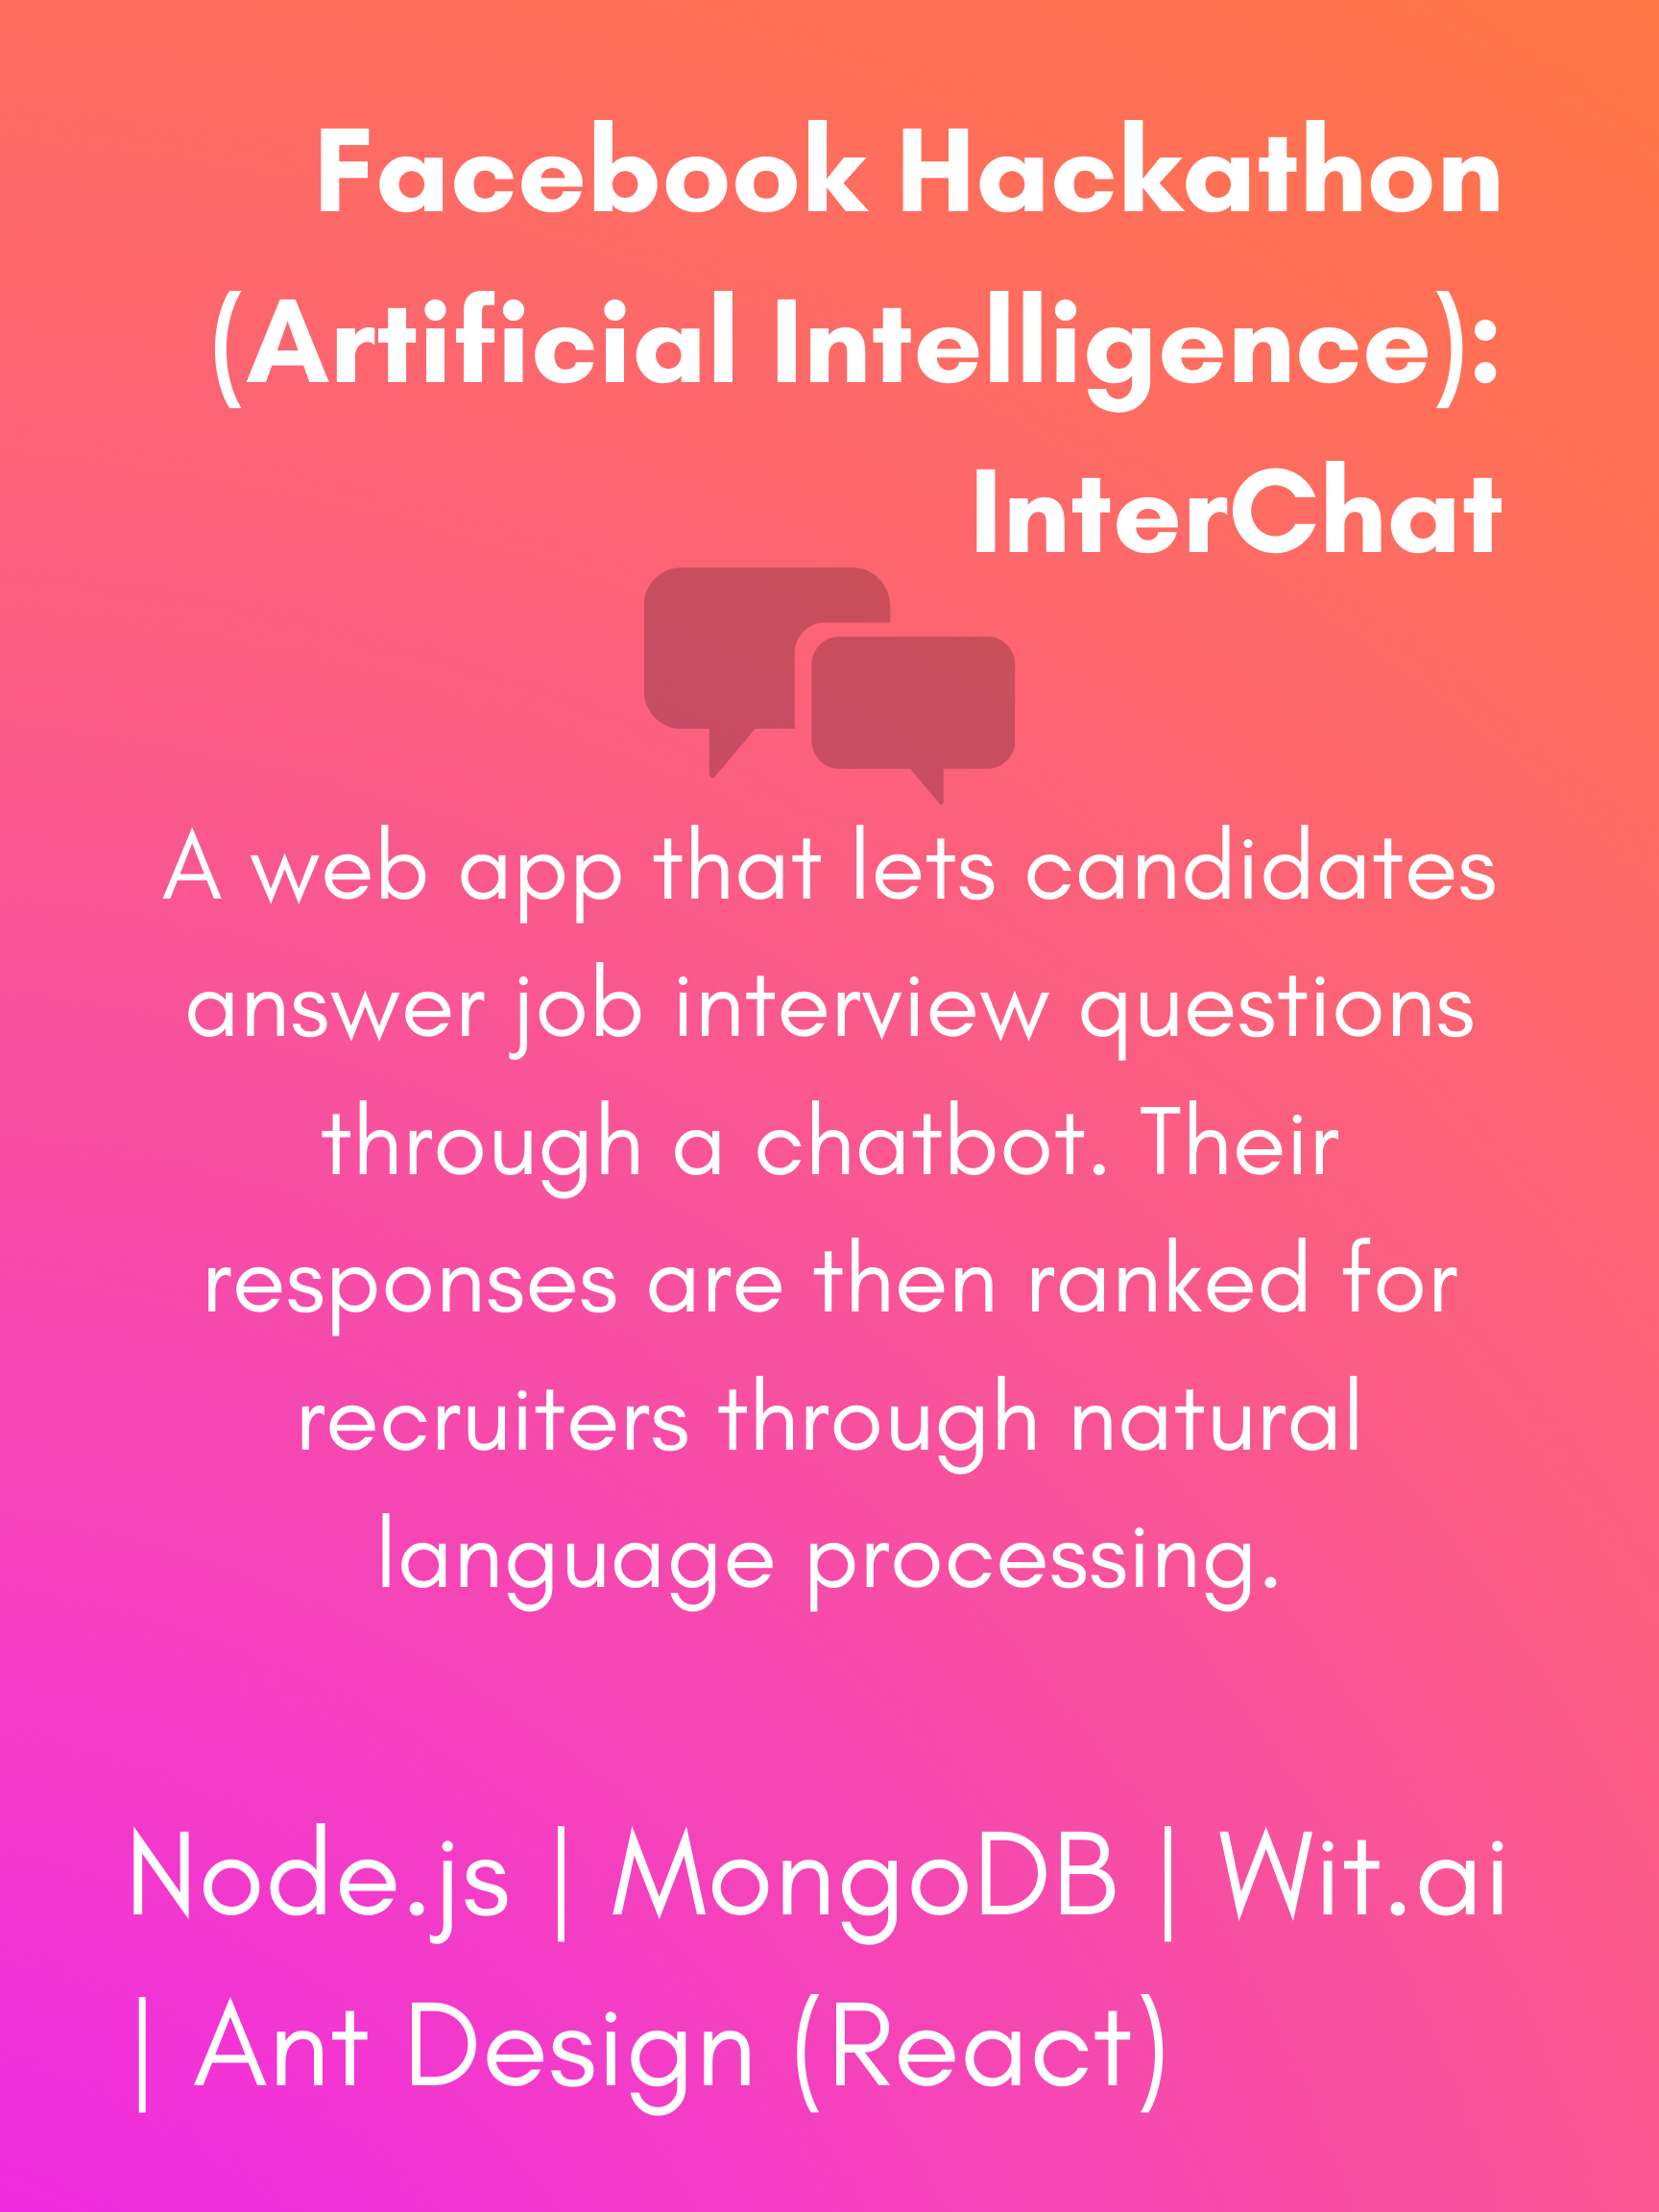 Facebook Hackathon
(Artificial Intelligence):
InterChat
A web app that lets candidates
answer job interview questions
through a chatbot. Their
responses are then ranked for
recruiters through natural
language processing.
Node.js | MongoDB | Wit.ai
| Ant Design (React)